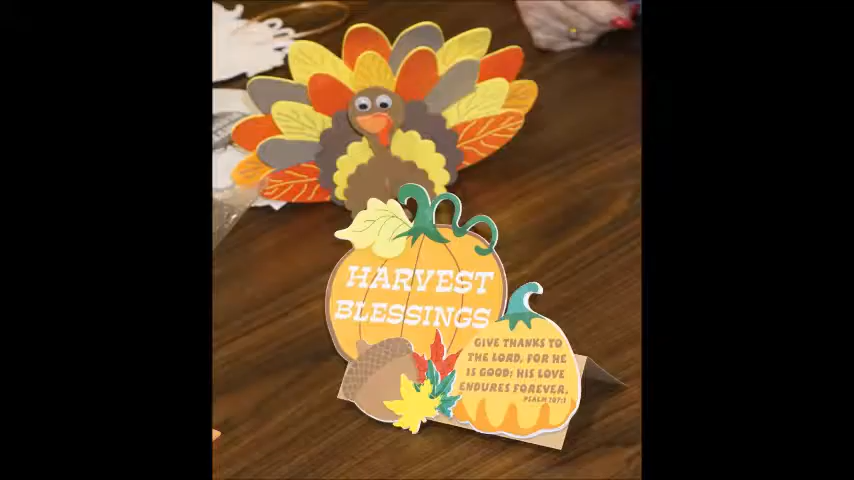 HARVEST
BLESSINGS
GIVE THANKS TO
THE LORD, FOR HE
IS GOOD; HIS LOVE
ENDURES FOREVER.
PSALM 107:1